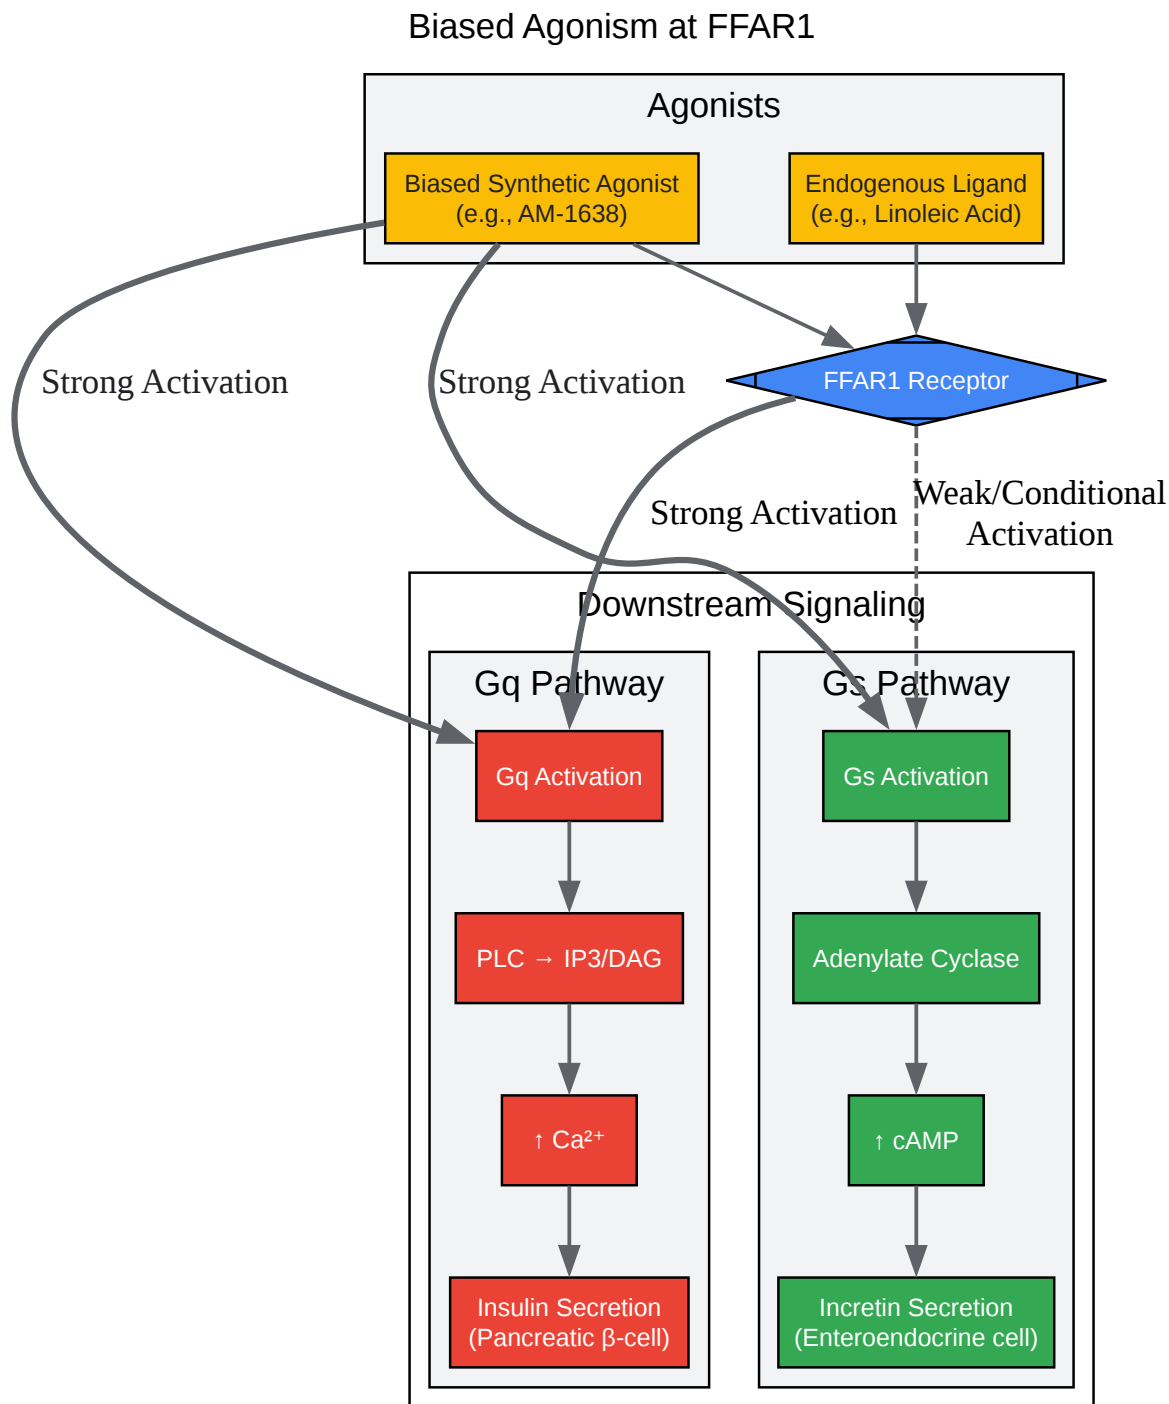 Biased Agonism at FFAR1
Agonists
Biased Synthetic Agonist
(e.g., AM-1638)
Endogenous Ligand
(e.g., Linoleic Acid)
Strong Activation
Strong Activation
FFAR1 Receptor
Strong Activation
Weak/Conditional
Activation
Downstream Signaling
Gq Pathway
Gs Pathway
Gq Activation
Gs Activation
PLC → IP3/DAG
Adenylate Cyclase
↑ Ca²⁺
↑ cAMP
Insulin Secretion
(Pancreatic β-cell)
Incretin Secretion
(Enteroendocrine cell)